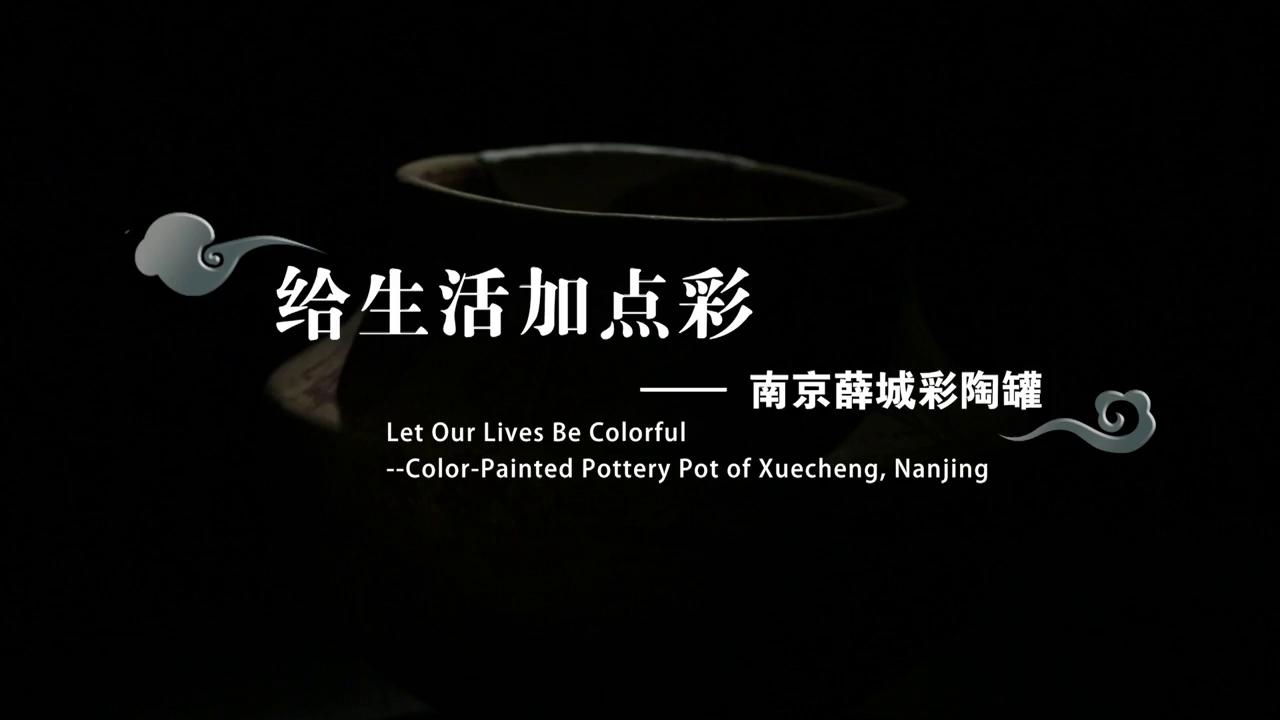 给生活加点彩
—— 南京薛城彩陶罐
Let Our Lives Be Colorful
--Color-Painted Pottery Pot of Xuecheng, Nanjing